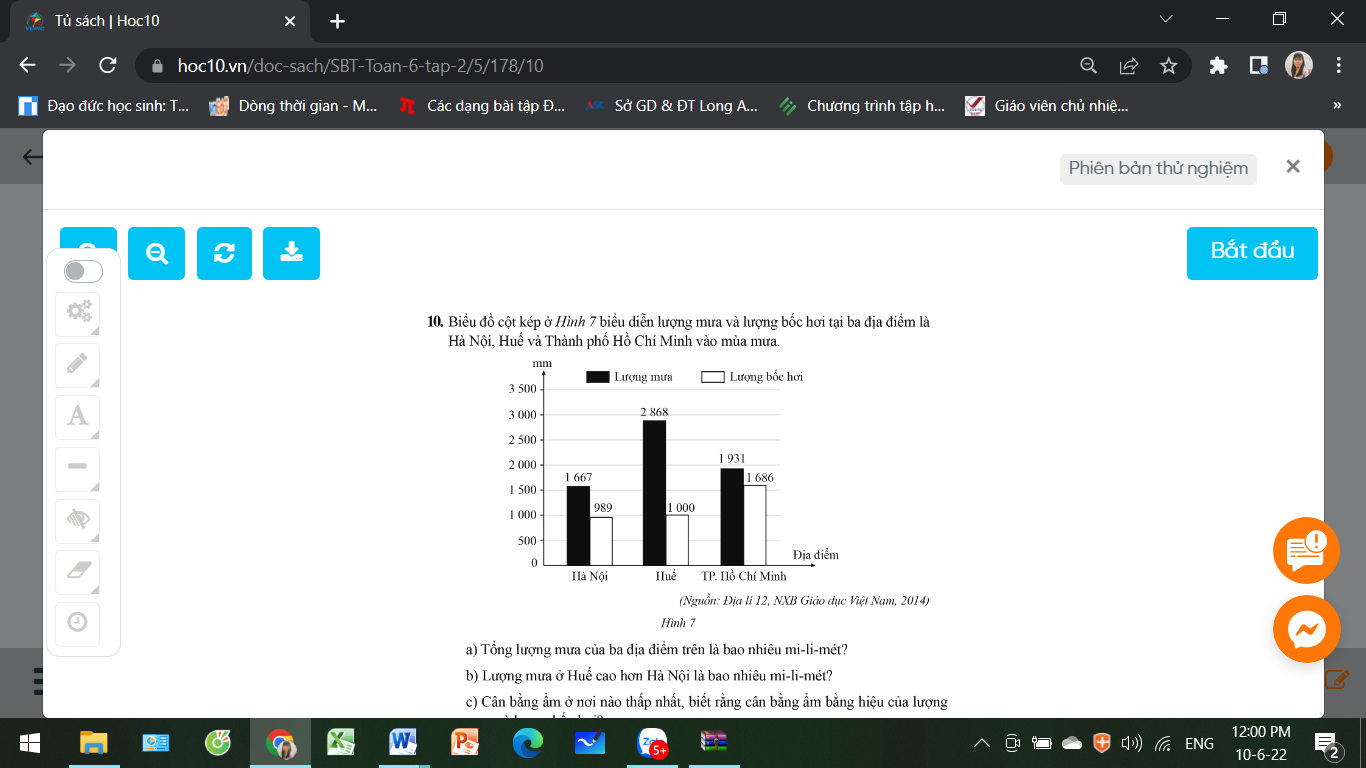 Tủ sách | Hoc10
hoc10.vn/doc-sach/SBT-Toan-6-tap-2/5/178/10
Đạo đức học sinh: T...
Dòng thời gian - M...
Các dạng bài tập Đ...
Sở GD & ĐT Long A...
Chương trình tập h...
Giáo viên chủ nhiệ...
»
Phiên bản thử nghiệm
Bắt đầu
10. Biểu đồ cột kép ở Hình 7 biểu diễn lượng mưa và lượng bốc hơi tại ba địa điểm là
Hà Nội, Huế và Thành phố Hồ Chí Minh vào mùa mưa.
mm
Lượng mưa
Lượng bốc hơi
3 500
3 000
2 500
2 000
1 500
1 000
500
0
1 667
989
2 868
1 000
1 931
1 686
Địa điểm
Hà Nội
Huế
TP. Hồ Chí Minh
(Nguồn: Địa lí 12, NXB Giáo dục Việt Nam, 2014)
Hình 7
a) Tổng lượng mưa của ba địa điểm trên là bao nhiêu mi-li-mét?
b) Lượng mưa ở Huế cao hơn Hà Nội là bao nhiêu mi-li-mét?
c) Cân bằng ẩm ở nơi nào thấp nhất, biết rằng cân bằng ẩm bằng hiệu của lượng
A
Zalo
5+
ENG
12:00 PM
10-6-22
2